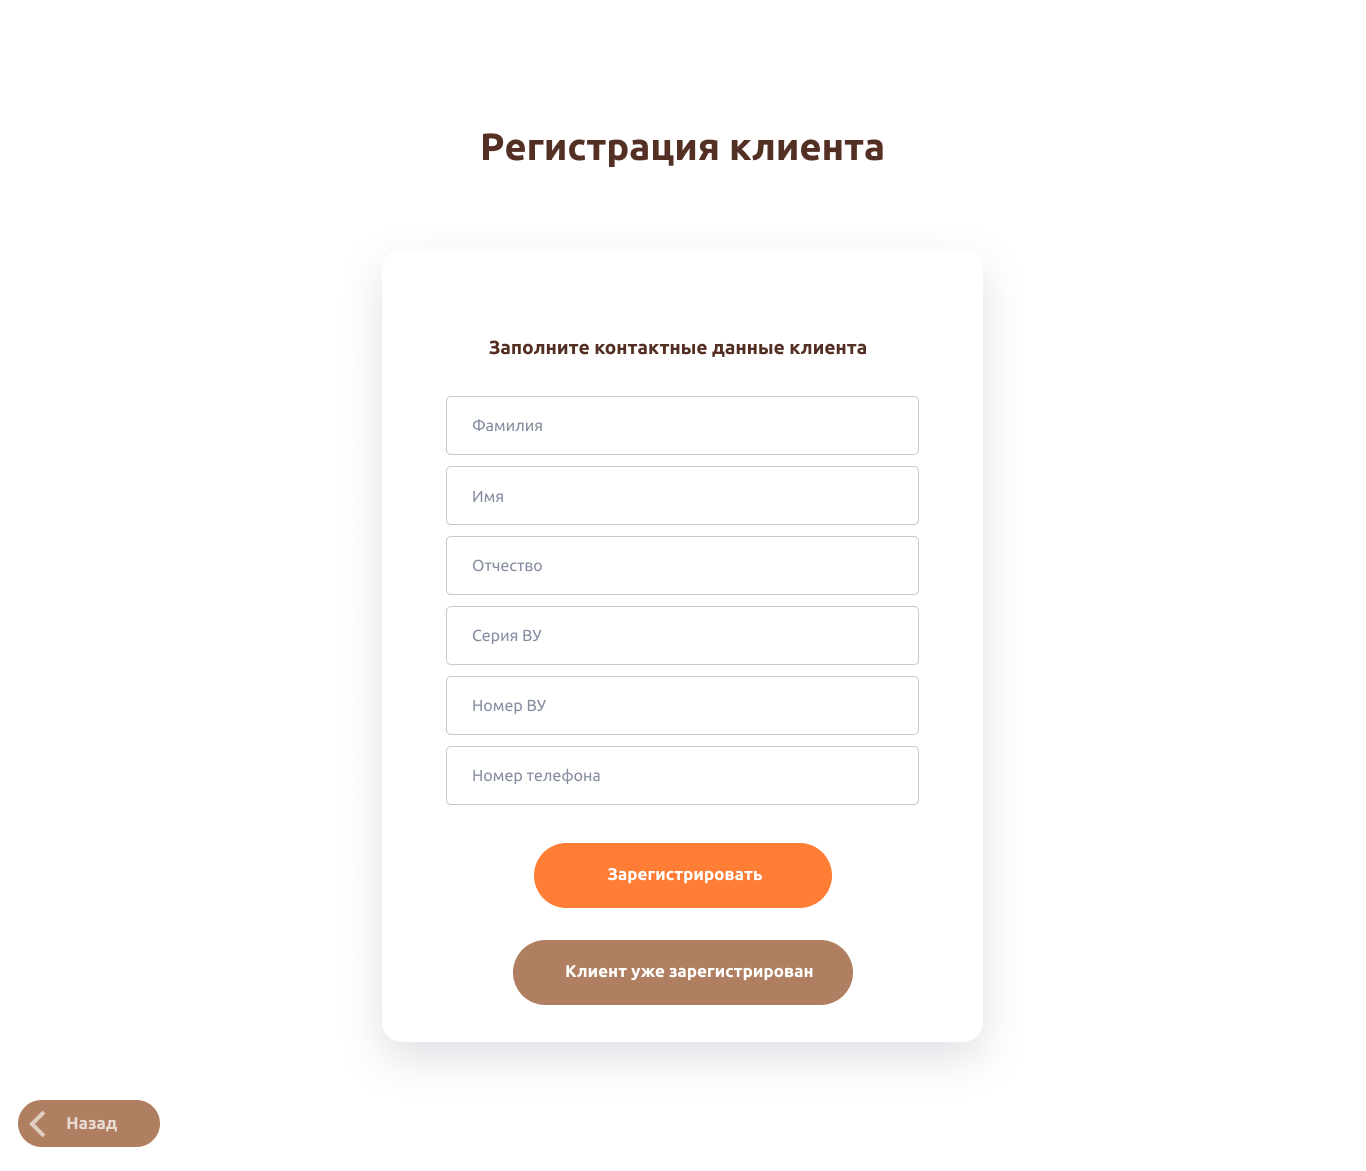 Регистрация клиента
Заполните контактные данные клиента
Фамилия
Имя
Отчество
Серия ВУ
Номер ВУ
Номер телефона
Зарегистрировать
Клиент уже зарегистрирован
Назад